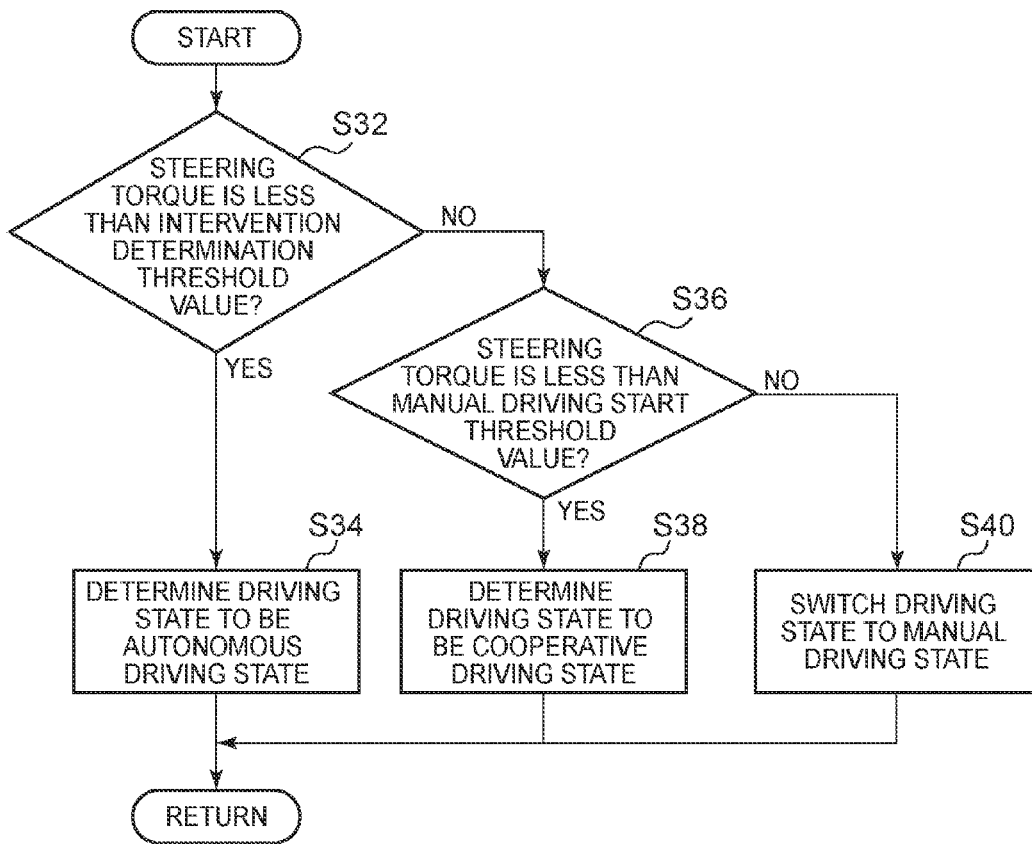 START
S32
STEERING
TORQUE IS LESS
THAN INTERVENTION
DETERMINATION
THRESHOLD
VALUE?
NO
YES
S36
STEERING
TORQUE IS LESS THAN
MANUAL DRIVING START
THRESHOLD
VALUE?
NO
YES
S34
DETERMINE DRIVING
STATE TO BE
AUTONOMOUS
DRIVING STATE
S38
DETERMINE
DRIVING STATE TO
BE COOPERATIVE
DRIVING STATE
S40
SWITCH DRIVING
STATE TO MANUAL
DRIVING STATE
RETURN